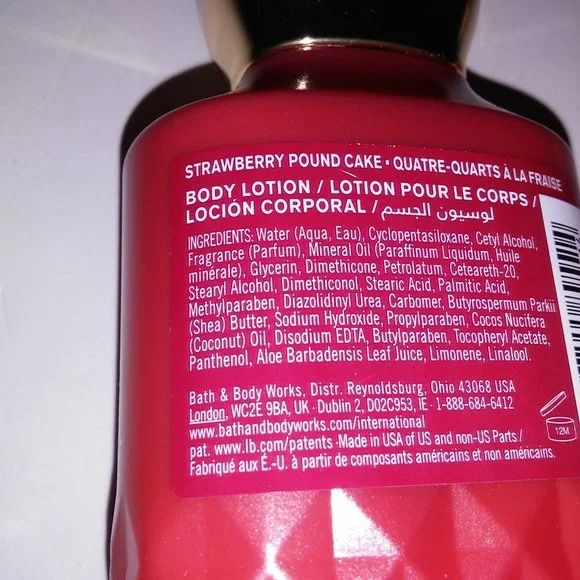 STRAWBERRY POUND CAKE • QUATRE-QUARTS À LA FRAISE
BODY LOTION / LOTION POUR LE CORPS /
LOCIÓN CORPORAL / لوسيون الجسم
INGREDIENTS: Water (Aqua, Eau), Cyclopentasiloxane, Cetyl Alcohol,
Fragrance (Parfum), Mineral Oil (Paraffinum Liquidum, Huile
minérale), Glycerin, Dimethicone, Petrolatum, Ceteareth-20,
Stearyl Alcohol, Dimethiconol, Stearic Acid, Palmitic Acid,
Methylparaben, Diazolidinyl Urea, Carbomer, Butyrospermum Parkii
(Shea) Butter, Sodium Hydroxide, Propylparaben, Cocos Nucifera
(Coconut) Oil, Disodium EDTA, Butylparaben, Tocopheryl Acetate,
Panthenol, Aloe Barbadensis Leaf Juice, Limonene, Linalool.
Bath & Body Works, Distr. Reynoldsburg, Ohio 43068 USA
London, WC2E 9BA, UK · Dublin 2, D02C953, IE · 1-888-684-6412
www.bathandbodyworks.com/international
pat. www.lb.com/patents · Made in USA of US and non-US Parts /
Fabriqué aux É.-U. à partir de composants américains et non américains.
12M